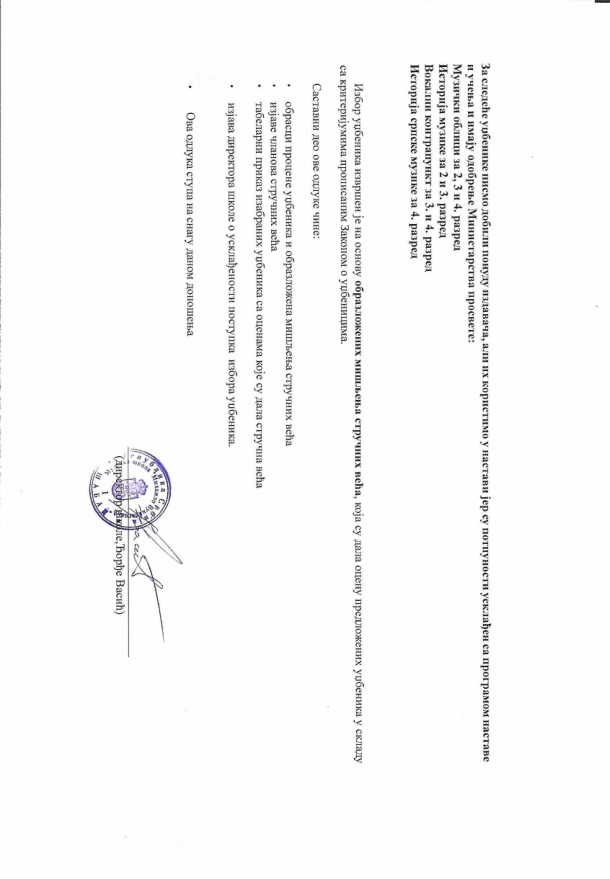 За следеће уџбенике нисмо добили понуду издавача, али их користимо у настави јер су потпуности усклађен са програмом наставе
и учења и имају одобрење Министарства просвете:
Музички облици за 2, 3 и 4. разред
Историја музике за 2 и 3. разред
Вокални контрапункт за 3. и 4. разред
Историја српске музике за 4. разред
Избор уџбеника извршен је на основу образложених мишљења стручних већа, која су дала оцену предложених уџбеника у складу
са критеријумима прописаним Законом о уџбеницима.
Саставни део ове одлуке чине:
• обрасци процене уџбеника и образложена мишљења стручних већа
• изјаве чланова стручних већа
• табеларни приказ изабраних уџбеника са оценама које су дала стручна већа
• изјава директора школе о усклађености поступка избора уџбеника.
• Ова одлука ступа на снагу даном доношења
(директор школе, Ђорђе Васић)
ШАБАЦ
1